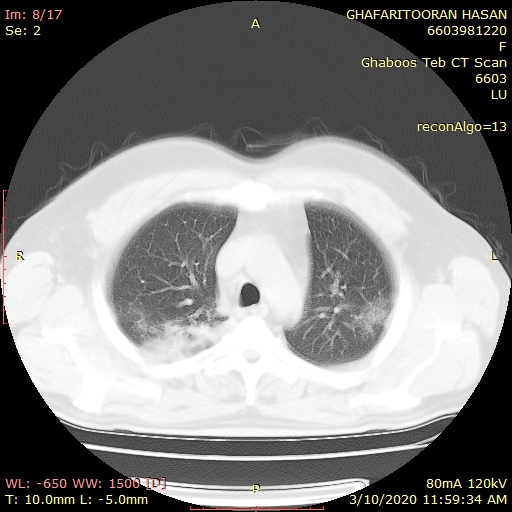 Im: 8/17
Se: 2
A
GHAFARITOORAN HASAN
6603981220
F
Ghaboos Teb CT Scan
6603
LU
reconAlgo=13
R
L
WL: -650 WW: 1500 [D]
T: 10.0mm L: -5.0mm
P
80mA 120kV
3/10/2020 11:59:34 AM